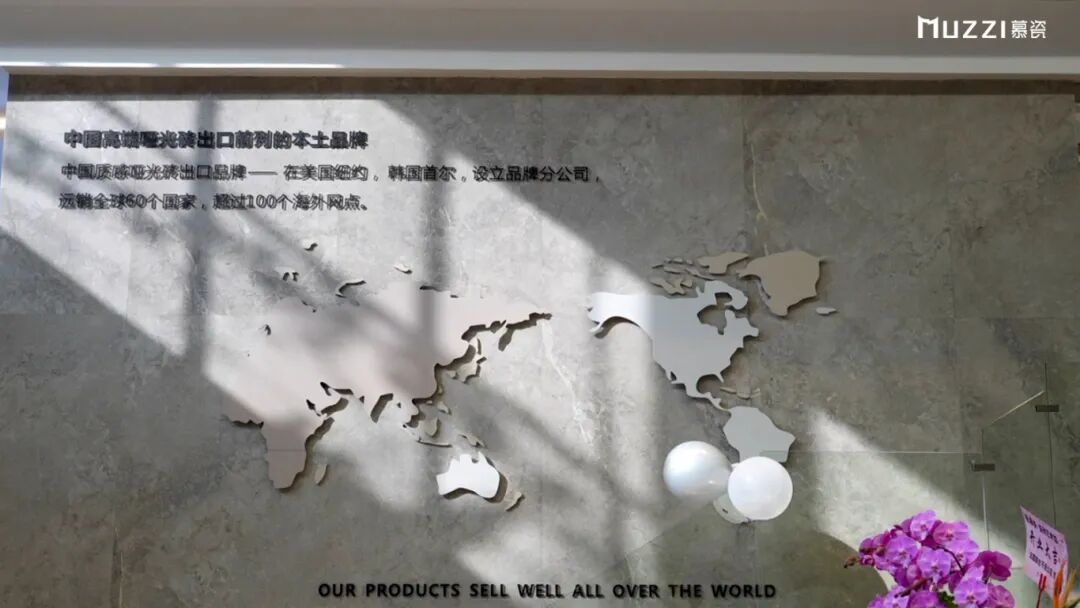 MUZZI慕瓷
中国高端哑光砖出口前列的本土品牌
中国质感哑光砖出口品牌—— 在美国纽约，韩国首尔，设立品牌分公司，
远销全球60个国家，超过100个海外网点。
OUR PRODUCTS SELL WELL ALL OVER THE WORLD
开业大吉